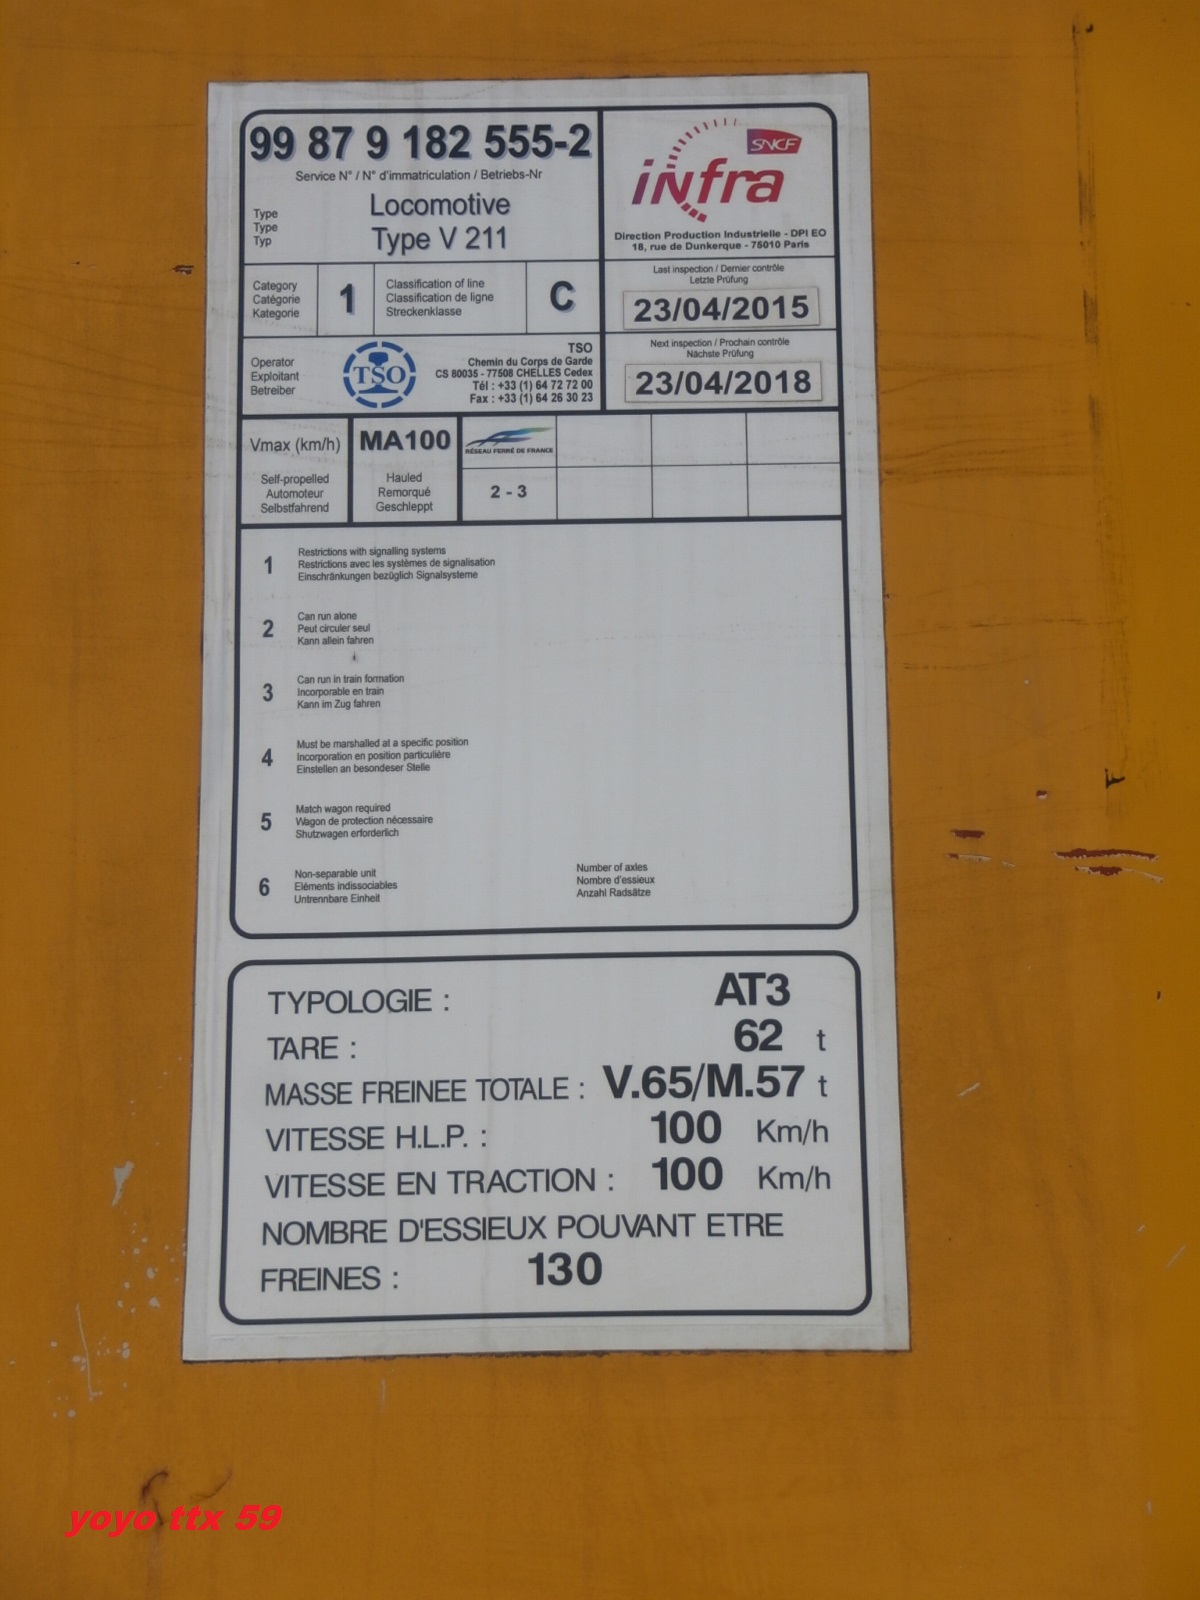 99 87 9 182 555-2
Service N° / N° d'immatriculation / Betriebs-Nr
Type
Type
Typ
Locomotive
Type V 211
SNCF
infra
Direction Production Industrielle - DPI EO
18, rue de Dunkerque - 75010 Paris
Category
Catégorie
Kategorie
1
Classification of line
Classification de ligne
Streckenklasse
C
Last inspection / Dernier contrôle
Letzte Prüfung
23/04/2015
Operator
Exploitant
Betreiber
TSO
TSO
Chemin du Corps de Garde
CS 80035 - 77508 CHELLES Cedex
Tél : +33 (1) 64 72 72 00
Fax : +33 (1) 64 26 30 23
Next inspection / Prochain contrôle
Nächste Prüfung
23/04/2018
Vmax (km/h)
Self-propelled
Automoteur
Selbstfahrend
MA100
Hauled
Remorqué
Geschleppt
RÉSEAU FERRÉ DE FRANCE
2 - 3
1
Restrictions with signalling systems
Restrictions avec les systèmes de signalisation
Einschränkungen bezüglich Signalsysteme
2
Can run alone
Peut circuler seul
Kann allein fahren
3
Can run in train formation
Incorporable en train
Kann im Zug fahren
4
Must be marshalled at a specific position
Incorporation en position particulière
Einstellen an besondeser Stelle
5
Match wagon required
Wagon de protection nécessaire
Shutzwagen erforderlich
6
Non-separable unit
Eléments indissociables
Untrennbare Einheit
Number of axles
Nombre d'essieux
Anzahl Radsätze
TYPOLOGIE : AT3
TARE : 62 t
MASSE FREINEE TOTALE : V.65/M.57 t
VITESSE H.L.P. : 100 Km/h
VITESSE EN TRACTION : 100 Km/h
NOMBRE D'ESSIEUX POUVANT ETRE
FREINES : 130
yoyo ttx 59